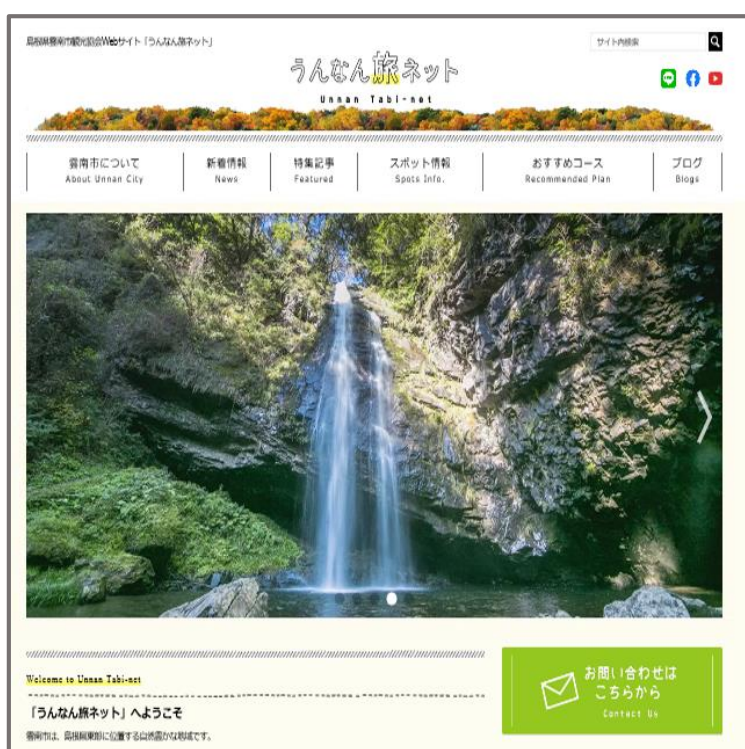 島根県雲南市観光協会Webサイト「うんなん旅ネット」
サイト内検索
うんなん旅ネット
Unnan Tabi-net
雲南市について
About Unnan City
新着情報
News
特集記事
Featured
スポット情報
Spots Info.
おすすめコース
Recommended Plan
ブログ
Blogs
Welcome to Unnan Tabi-net
「うんなん旅ネット」へようこそ
雲南市は、島根県東部に位置する自然豊かな地域です。
お問い合わせは
こちらから
Contact Us